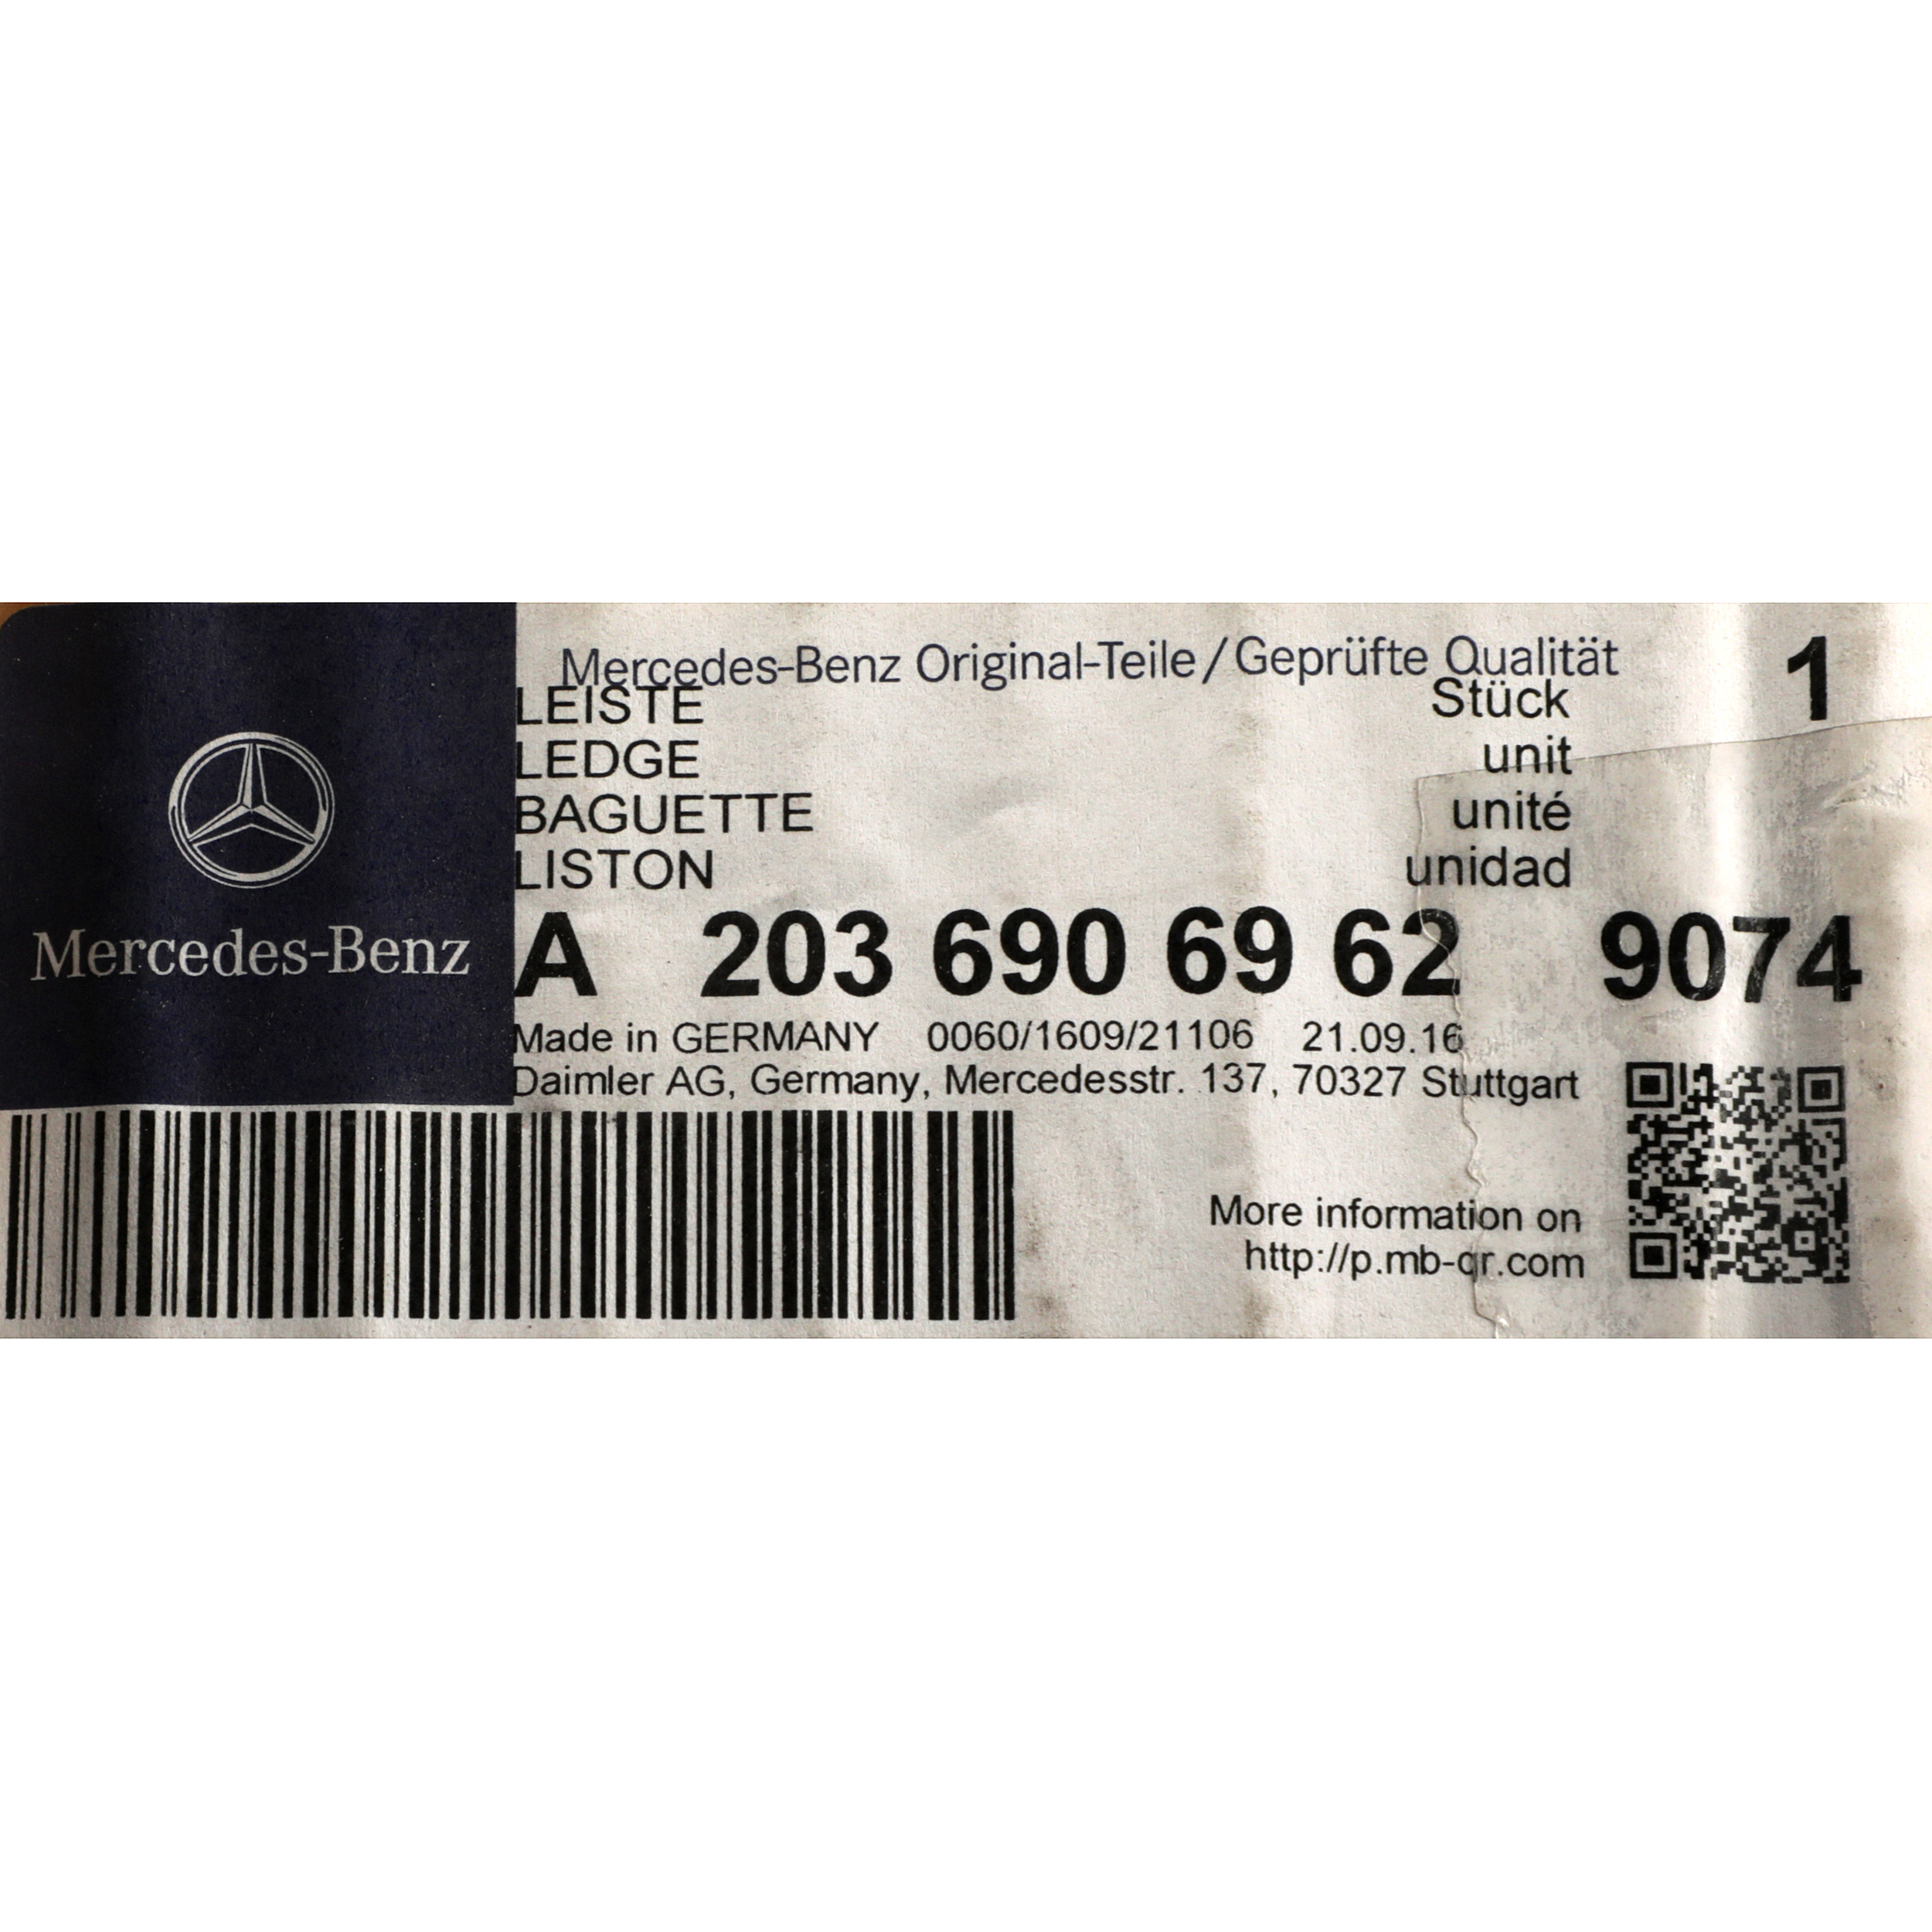 Mercedes-Benz Original-Teile/Geprüfte Qualität
1
LEISTE Stück
LEDGE unit
BAGUETTE unité
LISTON unidad
Mercedes-Benz
A 203 690 69 62 9074
Made in GERMANY 0060/1609/21106 21.09.16
Daimler AG, Germany, Mercedesstr. 137, 70327 Stuttgart
More information on
http://p.mb-qr.com